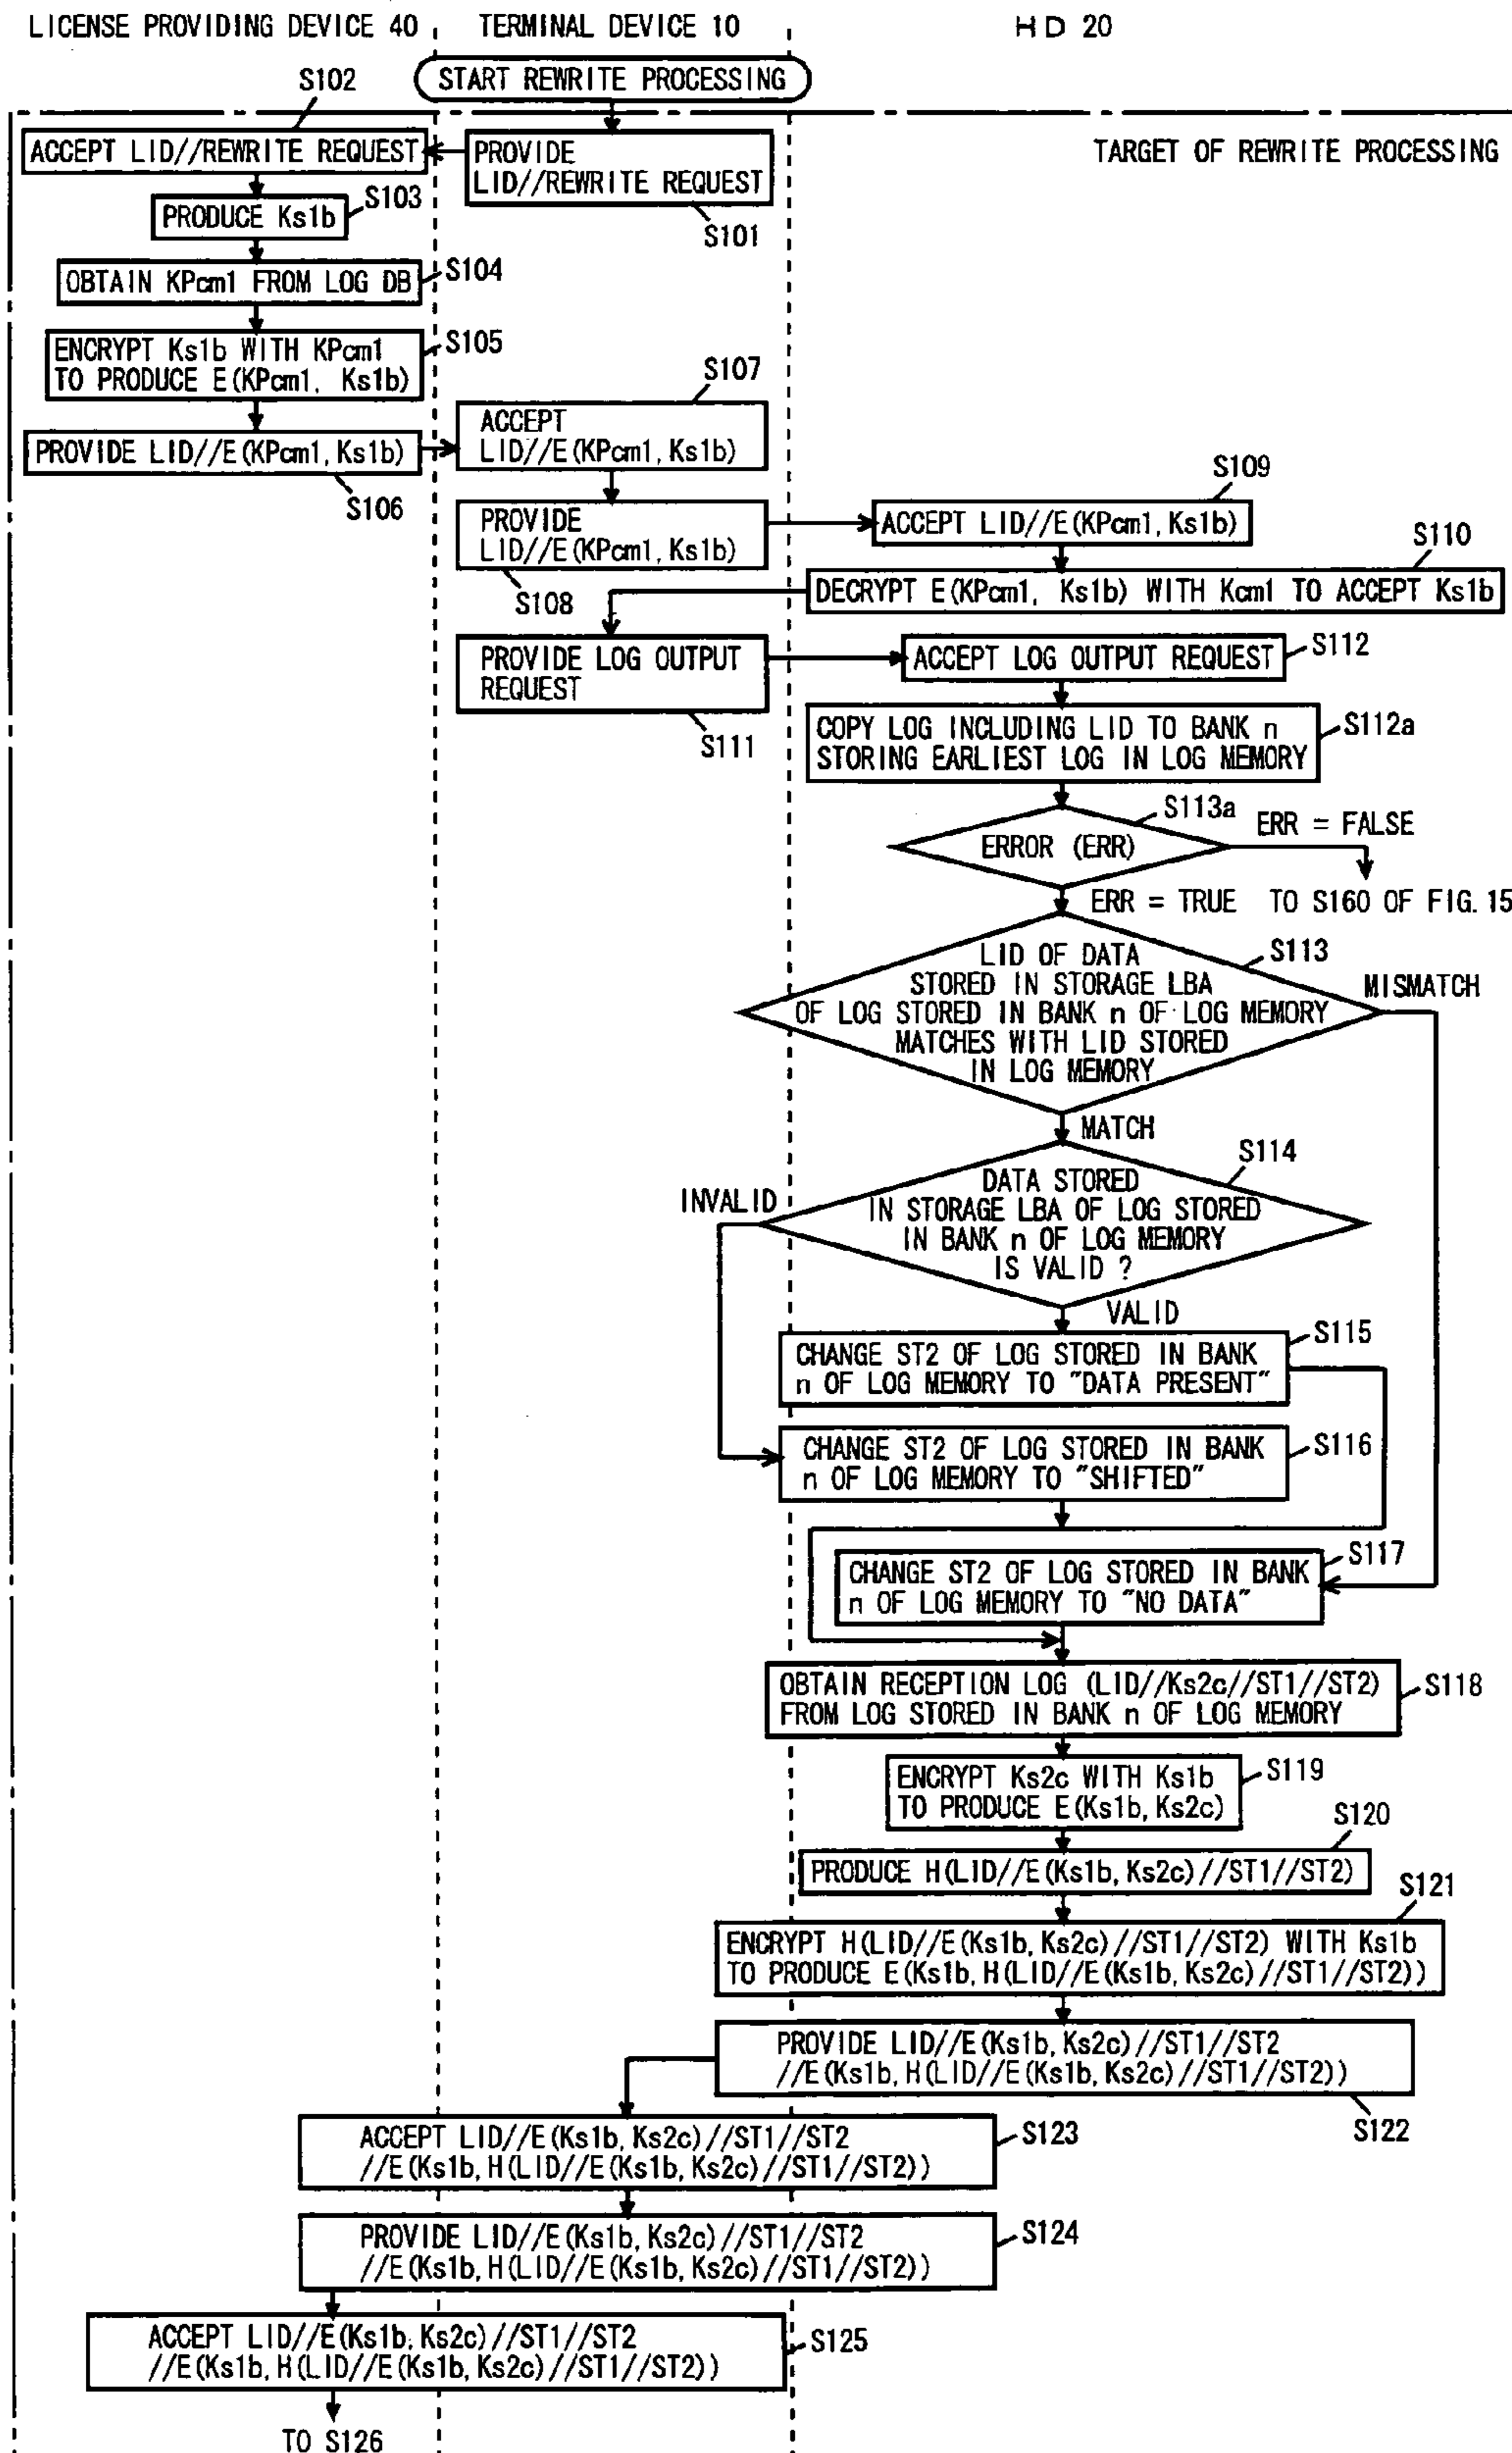 LICENSE PROVIDING DEVICE 40
TERMINAL DEVICE 10
HD 20
START REWRITE PROCESSING
S102
TARGET OF REWRITE PROCESSING
ACCEPT LID//REWRITE REQUEST
PROVIDE
LID//REWRITE REQUEST
S101
PRODUCE Ks1b
S103
OBTAIN KPcm1 FROM LOG DB
S104
ENCRYPT Ks1b WITH KPcm1
TO PRODUCE E(KPcm1, Ks1b)
S105
PROVIDE LID//E(KPcm1, Ks1b)
S106
S107
ACCEPT
LID//E(KPcm1, Ks1b)
PROVIDE
LID//E(KPcm1, Ks1b)
S108
S109
ACCEPT LID//E(KPcm1, Ks1b)
S110
DECRYPT E(KPcm1, Ks1b) WITH Kcm1 TO ACCEPT Ks1b
PROVIDE LOG OUTPUT
REQUEST
S111
ACCEPT LOG OUTPUT REQUEST
S112
COPY LOG INCLUDING LID TO BANK n
STORING EARLIEST LOG IN LOG MEMORY
S112a
S113a
ERROR (ERR)
ERR = FALSE
ERR = TRUE
TO S160 OF FIG. 15
S113
LID OF DATA
STORED IN STORAGE LBA
OF LOG STORED IN BANK n OF LOG MEMORY
MATCHES WITH LID STORED
IN LOG MEMORY
MISMATCH
MATCH
S114
DATA STORED
IN STORAGE LBA OF LOG STORED
IN BANK n OF LOG MEMORY
IS VALID ?
INVALID
VALID
CHANGE ST2 OF LOG STORED IN BANK
n OF LOG MEMORY TO "DATA PRESENT"
S115
CHANGE ST2 OF LOG STORED IN BANK
n OF LOG MEMORY TO "SHIFTED"
S116
CHANGE ST2 OF LOG STORED IN BANK
n OF LOG MEMORY TO "NO DATA"
S117
OBTAIN RECEPTION LOG (LID//Ks2c//ST1//ST2)
FROM LOG STORED IN BANK n OF LOG MEMORY
S118
ENCRYPT Ks2c WITH Ks1b
TO PRODUCE E(Ks1b, Ks2c)
S119
S120
PRODUCE H(LID//E(Ks1b, Ks2c)//ST1//ST2)
S121
ENCRYPT H(LID//E(Ks1b, Ks2c)//ST1//ST2) WITH Ks1b
TO PRODUCE E(Ks1b, H(LID//E(Ks1b, Ks2c)//ST1//ST2))
PROVIDE LID//E(Ks1b, Ks2c)//ST1//ST2
//E(Ks1b, H(LID//E(Ks1b, Ks2c)//ST1//ST2))
S122
ACCEPT LID//E(Ks1b, Ks2c)//ST1//ST2
//E(Ks1b, H(LID//E(Ks1b, Ks2c)//ST1//ST2))
S123
PROVIDE LID//E(Ks1b, Ks2c)//ST1//ST2
//E(Ks1b, H(LID//E(Ks1b, Ks2c)//ST1//ST2))
S124
ACCEPT LID//E(Ks1b, Ks2c)//ST1//ST2
//E(Ks1b, H(LID//E(Ks1b, Ks2c)//ST1//ST2))
S125
TO S126